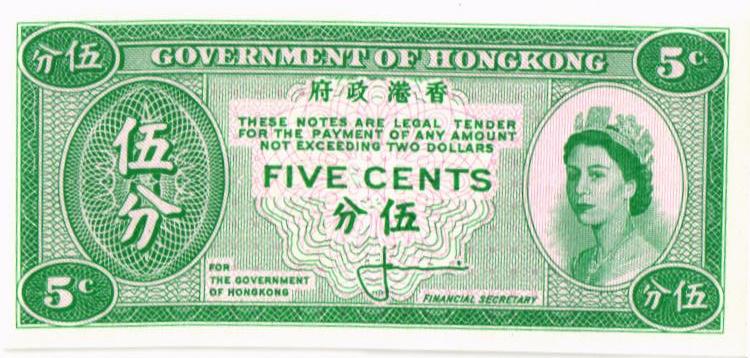 分伍
GOVERNMENT OF HONGKONG
5c
府政港香
THESE NOTES ARE LEGAL TENDER
FOR THE PAYMENT OF ANY AMOUNT
NOT EXCEEDING TWO DOLLARS
FIVE CENTS
分伍
伍
分
FOR
THE GOVERNMENT
OF HONGKONG
FINANCIAL SECRETARY
5c
分伍